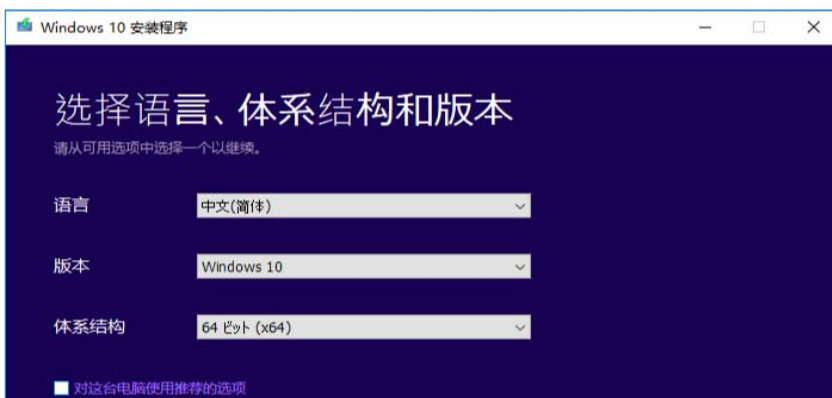 Windows 10 安装程序
选择语言、体系结构和版本
请从可用选项中选择一个以继续。
语言 中文(简体)
版本 Windows 10
体系结构 64 ビット (x64)
对这台电脑使用推荐的选项